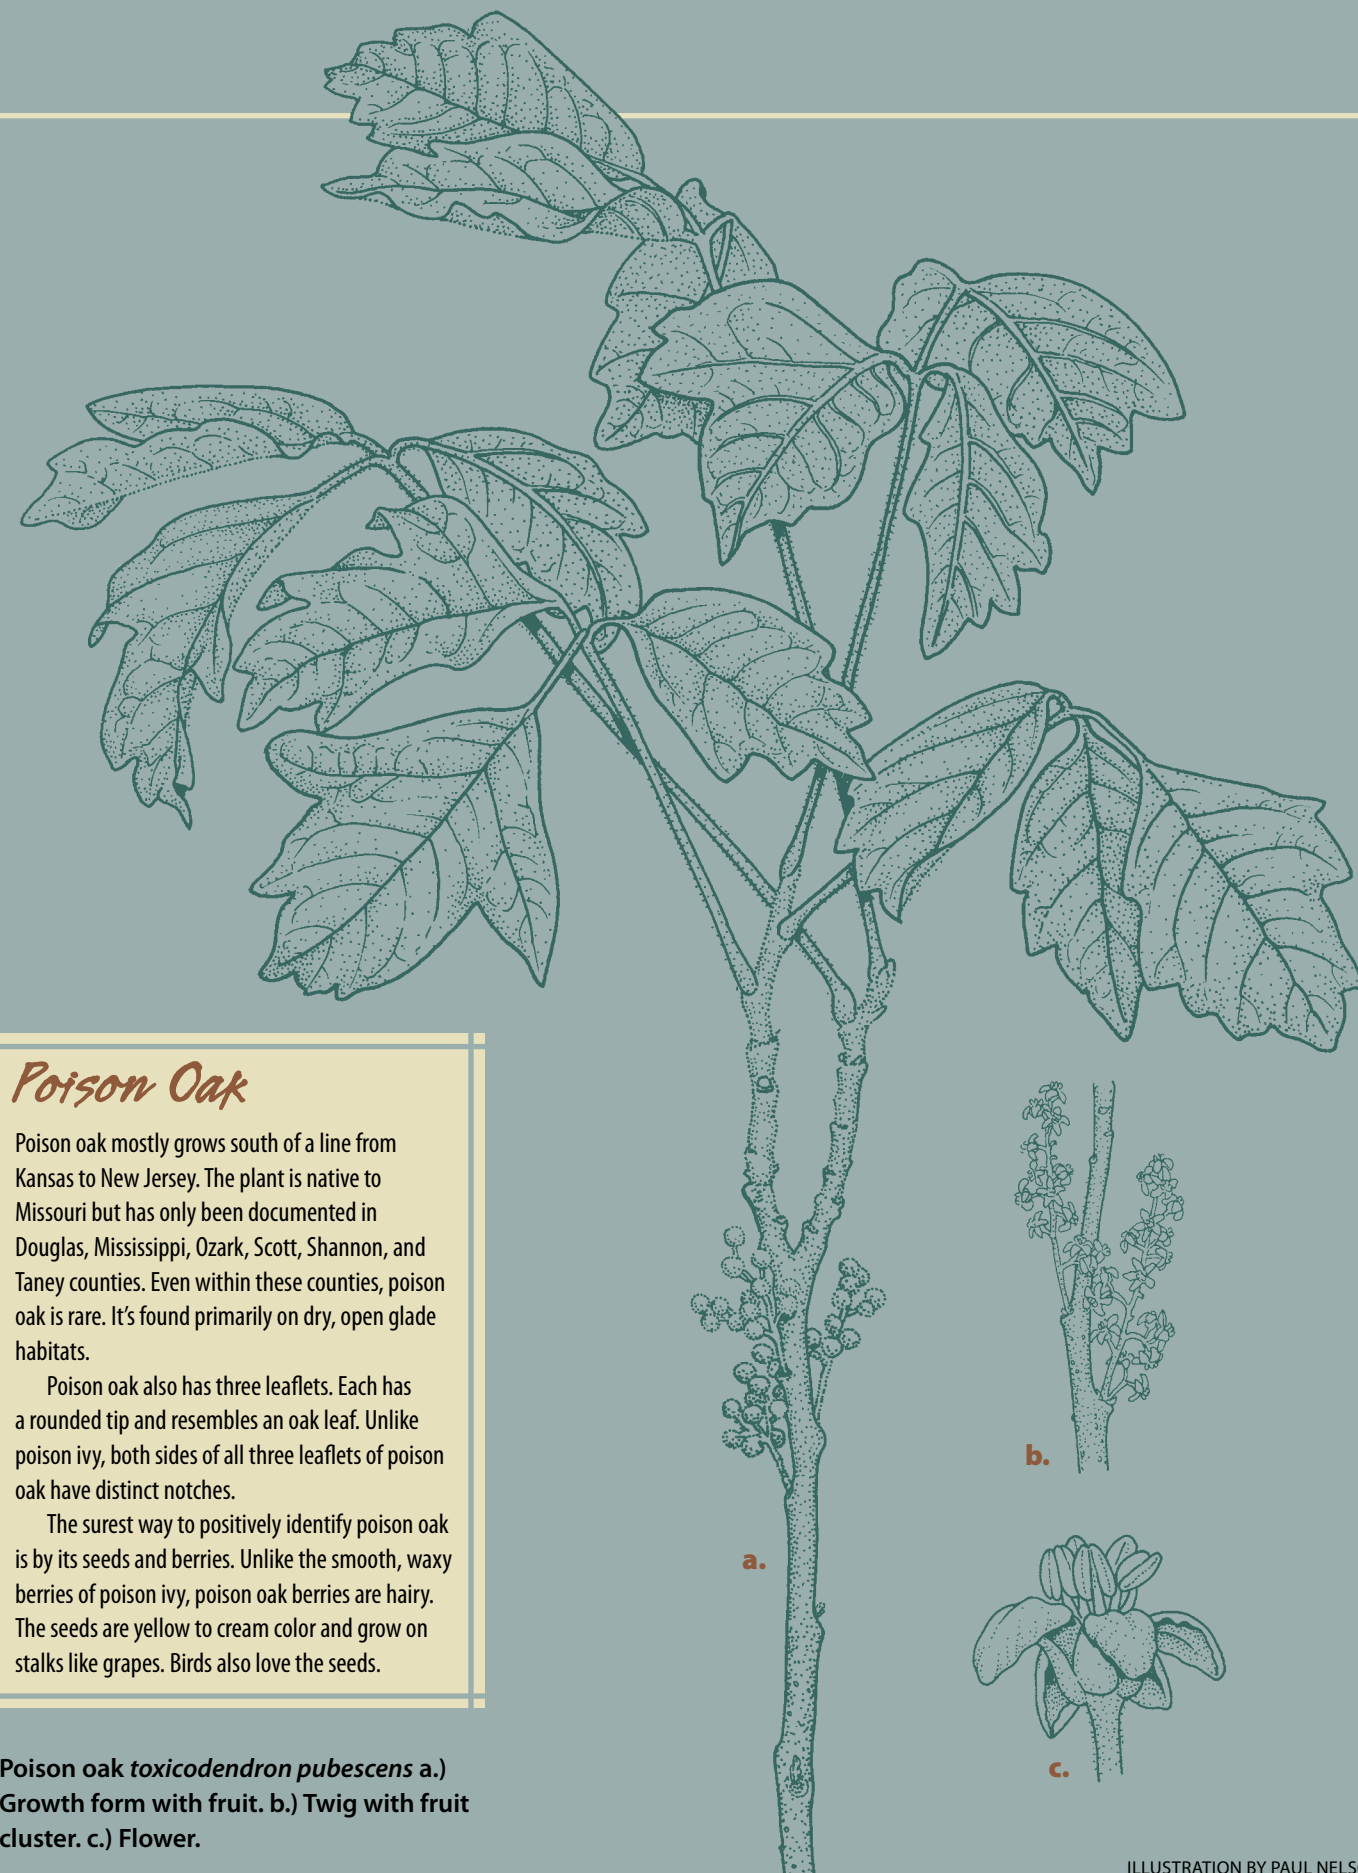 Poison Oak
Poison oak mostly grows south of a line from
Kansas to New Jersey. The plant is native to
Missouri but has only been documented in
Douglas, Mississippi, Ozark, Scott, Shannon, and
Taney counties. Even within these counties, poison
oak is rare. It’s found primarily on dry, open glade
habitats.
Poison oak also has three leaflets. Each has
a rounded tip and resembles an oak leaf. Unlike
poison ivy, both sides of all three leaflets of poison
oak have distinct notches.
The surest way to positively identify poison oak
is by its seeds and berries. Unlike the smooth, waxy
berries of poison ivy, poison oak berries are hairy.
The seeds are yellow to cream color and grow on
stalks like grapes. Birds also love the seeds.
a.
b.
c.
Poison oak toxicodendron pubescens a.)
Growth form with fruit. b.) Twig with fruit
cluster. c.) Flower.
ILLUSTRATION BY PAUL NELS